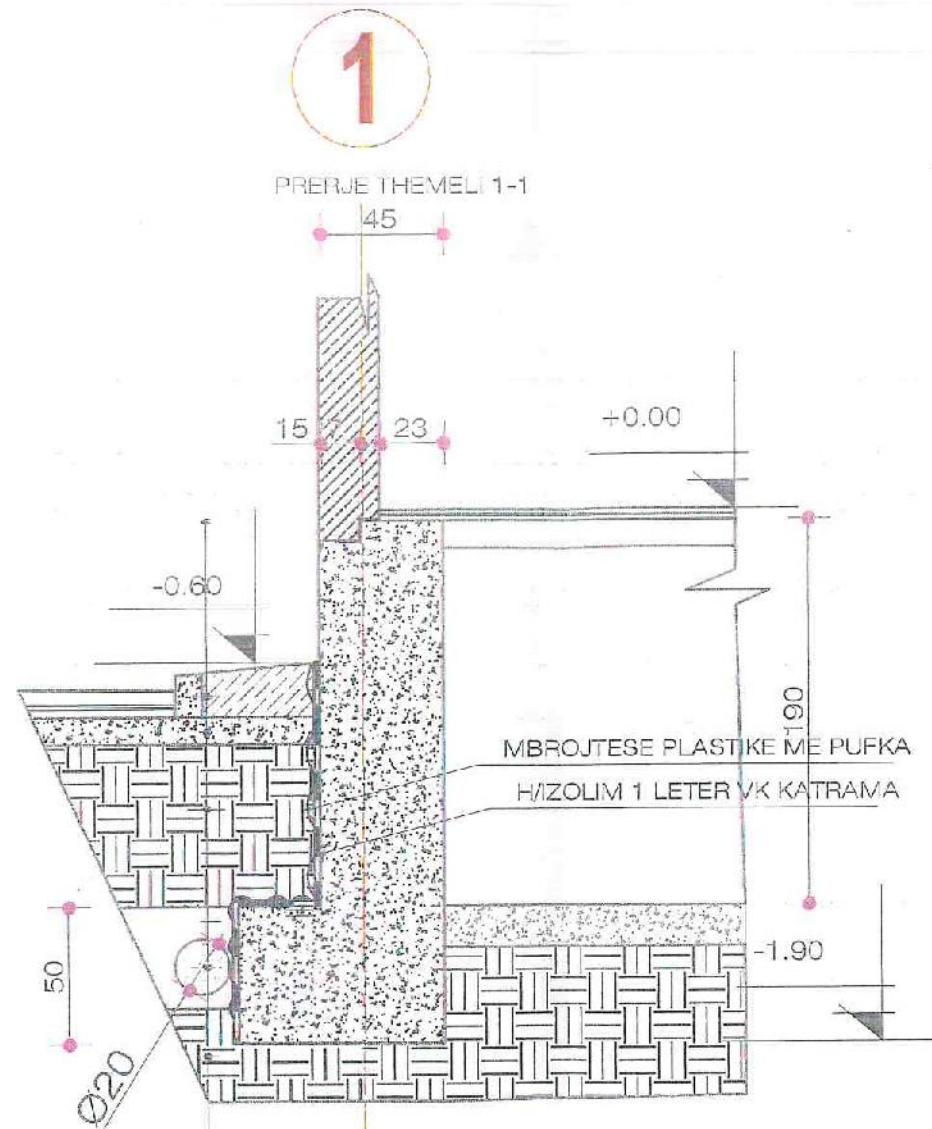 1
PRERJE THEMELI 1-1
45
15 7 23
+0.00
-0.60
190
MBROJTESE PLASTIKE ME PUFKA
H/IZOLIM 1 LETER VK KATRAMA
50
-1.90
Ø20